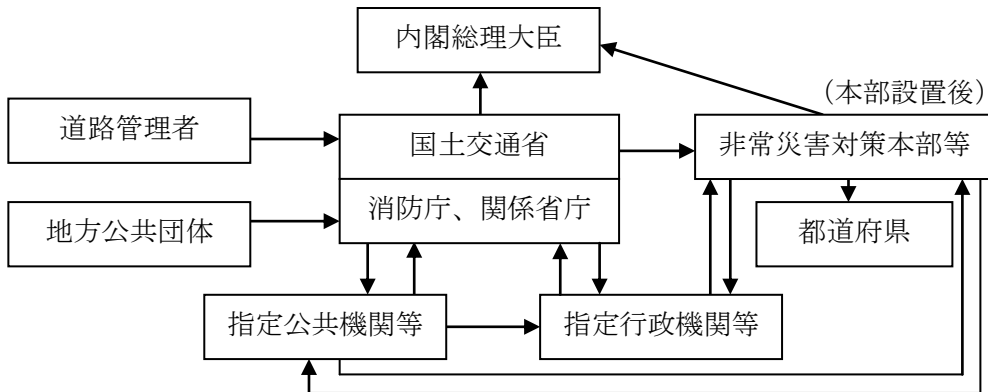 内閣総理大臣
（本部設置後）
道路管理者
国土交通省
非常災害対策本部等
地方公共団体
消防庁、関係省庁
都道府県
指定公共機関等
指定行政機関等